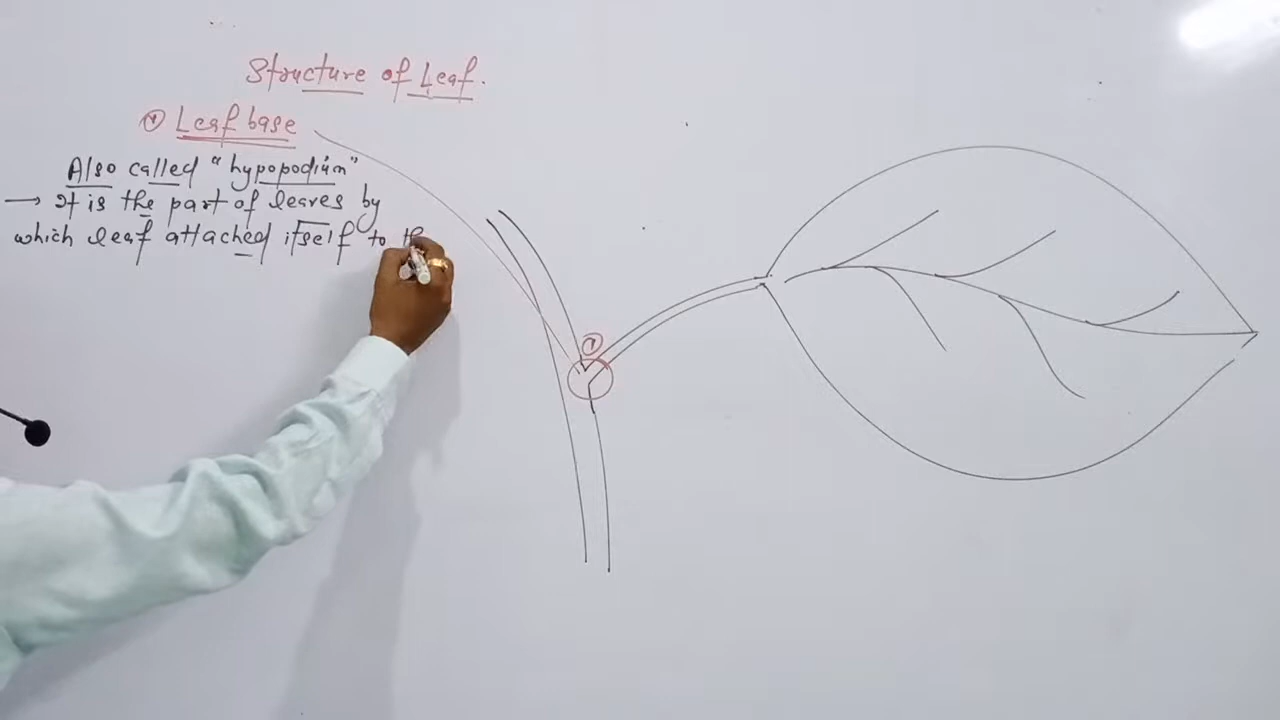 Structure of Leaf.
① Leaf base
Also called "hypopodium"
→ It is the part of leaves by
which leaf attached itself to th
①